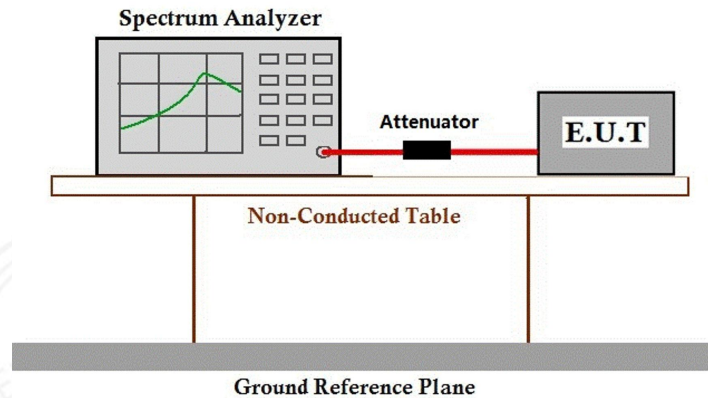 Spectrum Analyzer
Attenuator
E.U.T
Non-Conducted Table
Ground Reference Plane